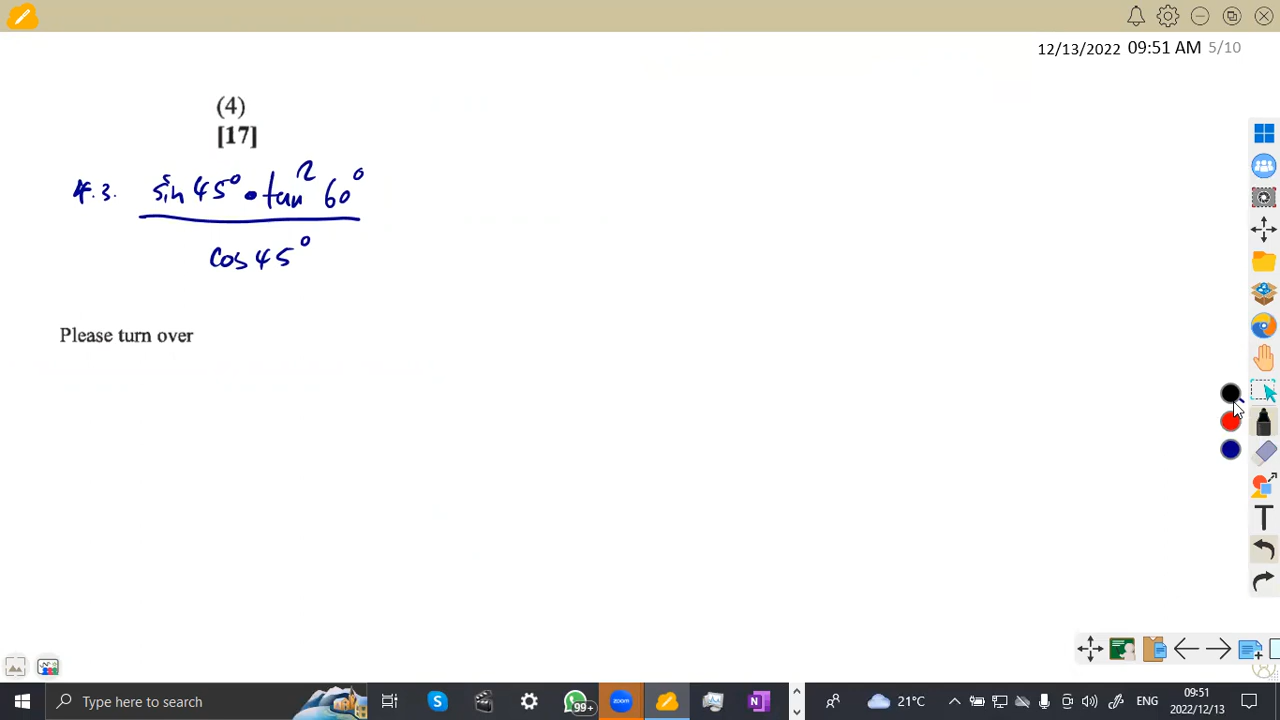 12/13/2022 09:51 AM 5/10
(4)
[17]
4.3. sin 45° • tan² 60°
cos 45°
Please turn over
T
Type here to search
99+
zoom
21°C
ENG
09:51
2022/12/13